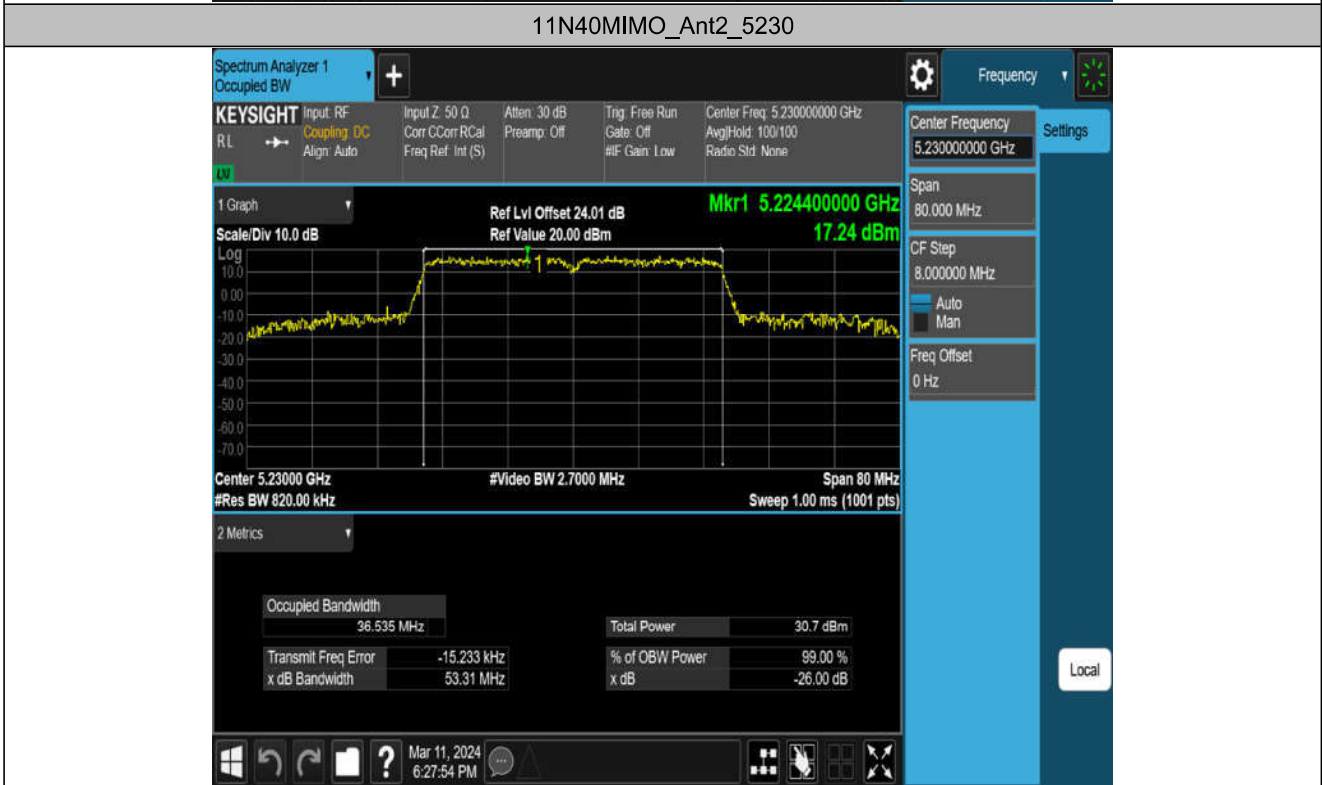 11N40MIMO_Ant2_5230
Spectrum Analyzer 1
Occupied BW
+
Frequency
KEYSIGHT
RL
Input: RF
Coupling: DC
Align: Auto
Input Z: 50 Ω
Corr CCorr RCal
Freq Ref: Int (S)
Atten: 30 dB
Preamp: Off
Trig: Free Run
Gate: Off
#IF Gain: Low
Center Freq: 5.230000000 GHz
Avg|Hold: 100/100
Radio Std: None
Center Frequency
5.230000000 GHz
Settings
Span
80.000 MHz
CF Step
8.000000 MHz
Auto
Man
Freq Offset
0 Hz
1 Graph
Scale/Div 10.0 dB
Ref Lvl Offset 24.01 dB
Ref Value 20.00 dBm
Mkr1 5.224400000 GHz
17.24 dBm
Log
10.0
0.00
-10.0
-20.0
-30.0
-40.0
-50.0
-60.0
-70.0
1
Center 5.23000 GHz
#Video BW 2.7000 MHz
Span 80 MHz
#Res BW 820.00 kHz
Sweep 1.00 ms (1001 pts)
2 Metrics
Occupied Bandwidth
36.535 MHz
Total Power 30.7 dBm
Transmit Freq Error -15.233 kHz
% of OBW Power 99.00 %
x dB Bandwidth 53.31 MHz
x dB -26.00 dB
Local
?
Mar 11, 2024
6:27:54 PM